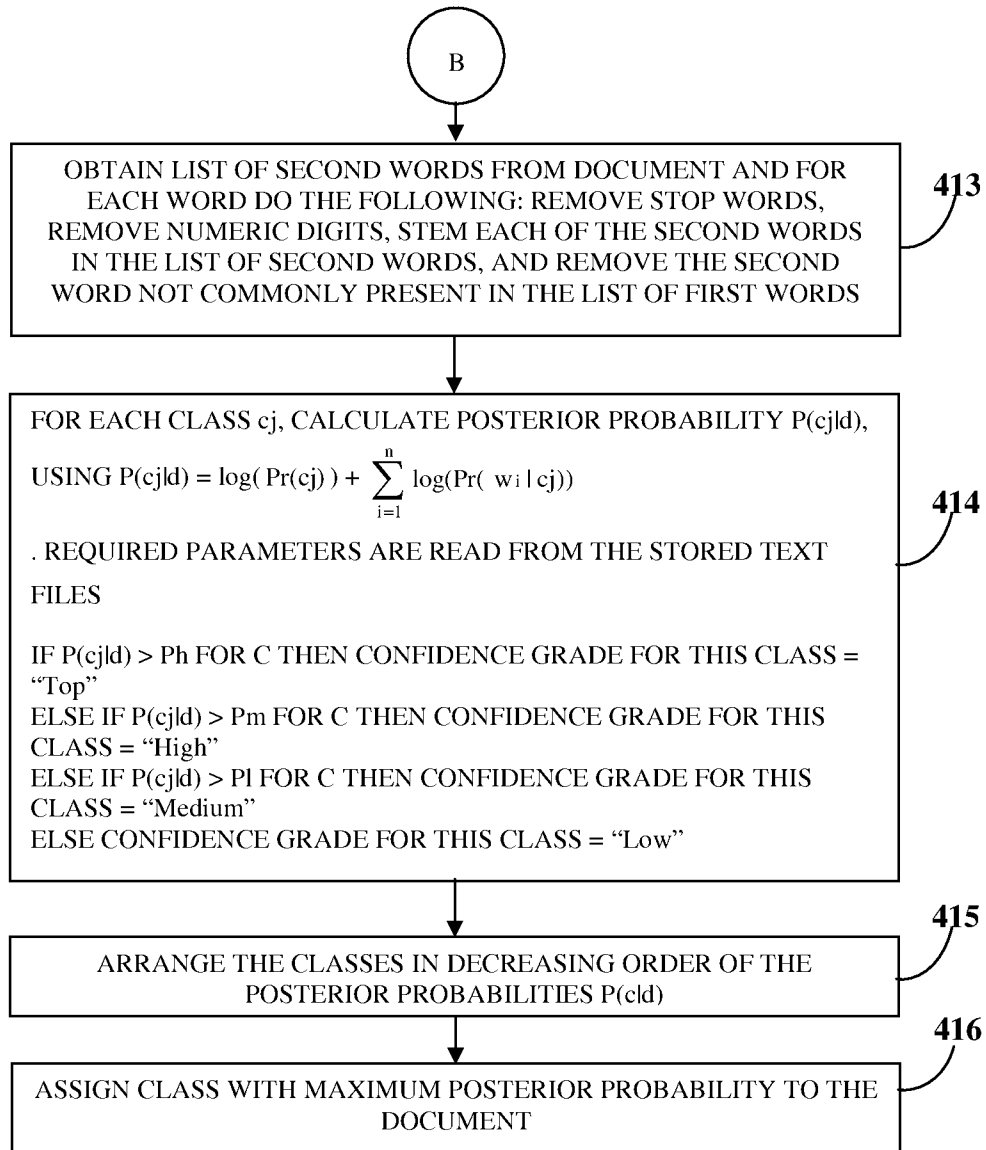 B
OBTAIN LIST OF SECOND WORDS FROM DOCUMENT AND FOR
EACH WORD DO THE FOLLOWING: REMOVE STOP WORDS,
REMOVE NUMERIC DIGITS, STEM EACH OF THE SECOND WORDS
IN THE LIST OF SECOND WORDS, AND REMOVE THE SECOND
WORD NOT COMMONLY PRESENT IN THE LIST OF FIRST WORDS
413
FOR EACH CLASS cj, CALCULATE POSTERIOR PROBABILITY P(cj|d),
USING P(cj|d) = log( Pr(cj) ) + n∑i=1 log(Pr( wi | cj))
. REQUIRED PARAMETERS ARE READ FROM THE STORED TEXT
FILES
IF P(cj|d) > Ph FOR C THEN CONFIDENCE GRADE FOR THIS CLASS =
“Top”
ELSE IF P(cj|d) > Pm FOR C THEN CONFIDENCE GRADE FOR THIS
CLASS = “High”
ELSE IF P(cj|d) > Pl FOR C THEN CONFIDENCE GRADE FOR THIS
CLASS = “Medium”
ELSE CONFIDENCE GRADE FOR THIS CLASS = “Low”
414
ARRANGE THE CLASSES IN DECREASING ORDER OF THE
POSTERIOR PROBABILITIES P(c|d)
415
ASSIGN CLASS WITH MAXIMUM POSTERIOR PROBABILITY TO THE
DOCUMENT
416